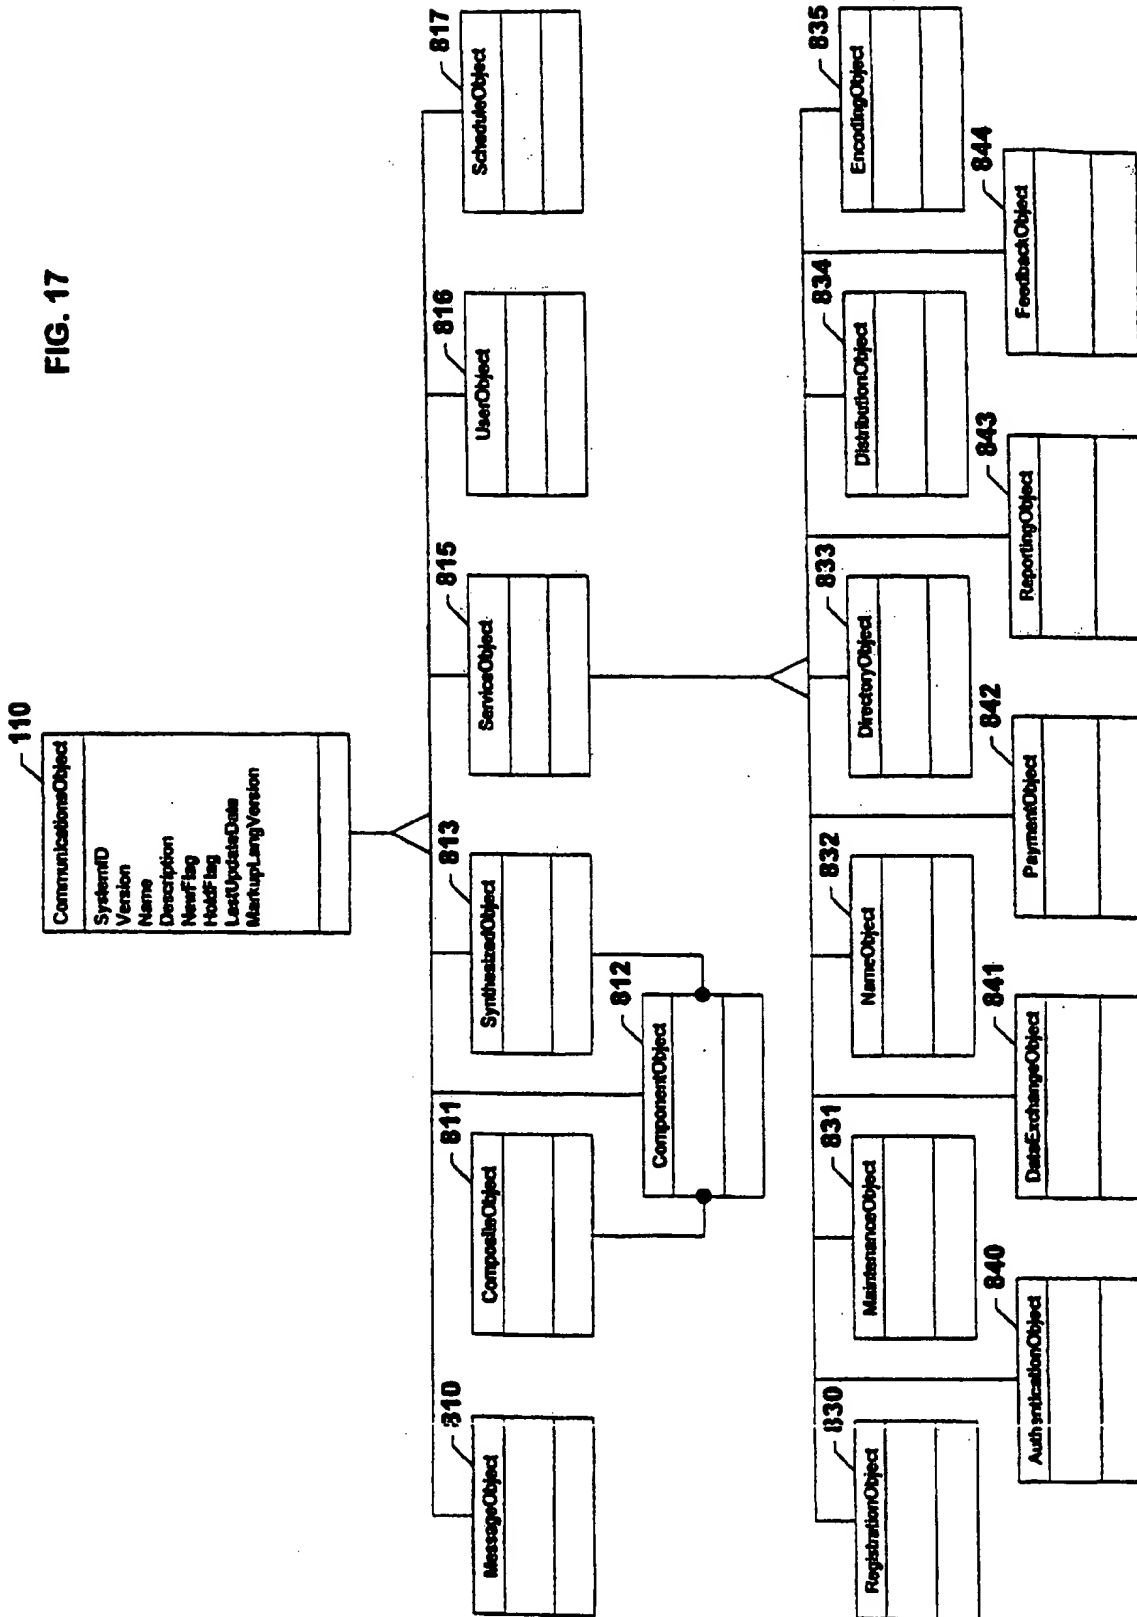 FIG. 17
110
CommunicationsObject
SystemID
Version
Name
Description
NewFlag
HoldFlag
LastUpdateDate
MarkupLangVersion
810
MessageObject
811
CompositeObject
813
SynthesizedObject
815
ServiceObject
816
UserObject
817
ScheduleObject
812
ComponentObject
830
RegistrationObject
831
MaintenanceObject
832
NameObject
833
DirectoryObject
834
DistributionObject
835
EncodingObject
840
AuthenticationObject
841
DataExchangeObject
842
PaymentObject
843
ReportingObject
844
FeedbackObject